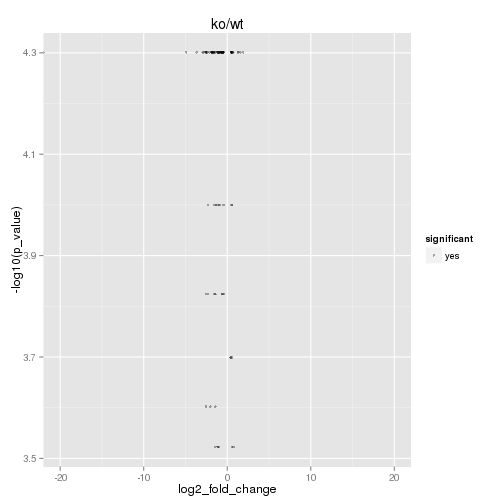 ko/wt
4.3
4.1
3.9
3.7
3.5
-log10(p_value)
-20
-10
0
10
20
log2_fold_change
significant
yes